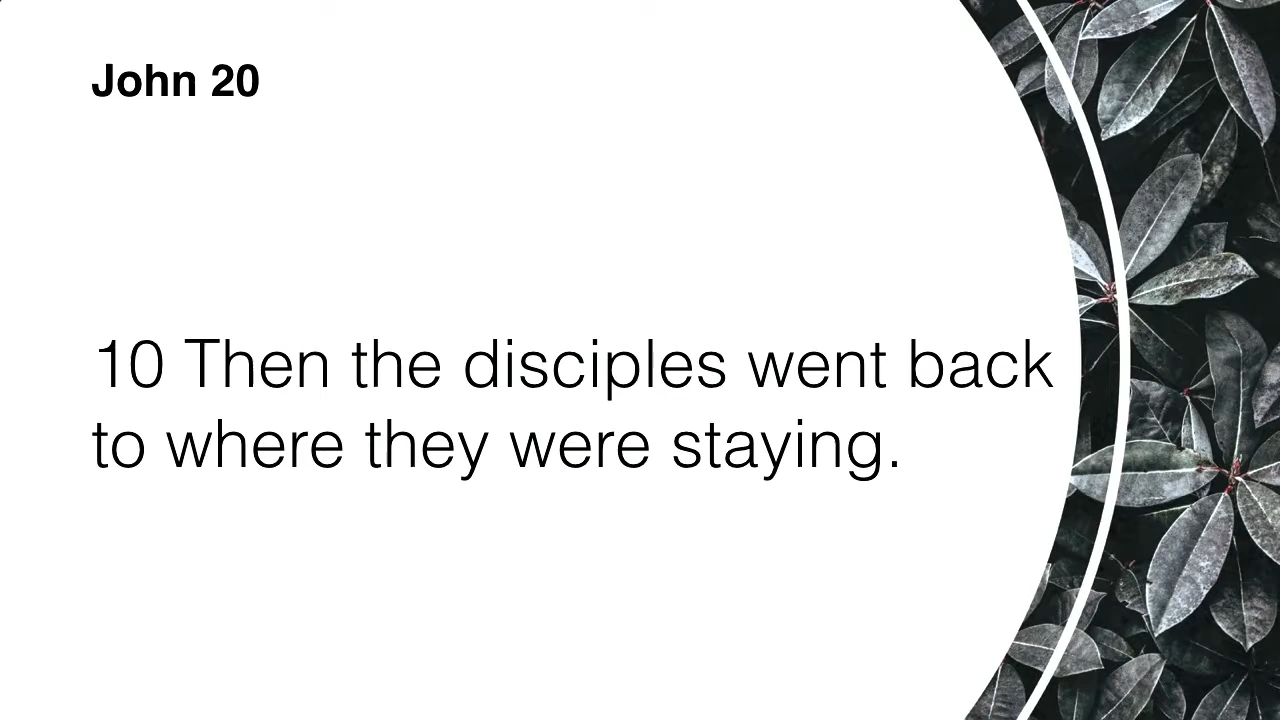 John 20
10 Then the disciples went back
to where they were staying.